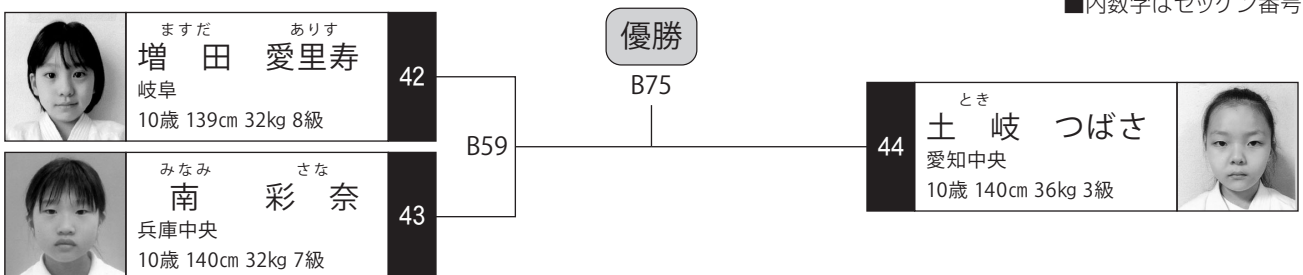 ■内数字はゼッケン番号
ますだ ありす
増田 愛里寿
岐阜
10歳 139cm 32kg 8級
42
みなみ さな
南 彩奈
兵庫中央
10歳 140cm 32kg 7級
43
B59
優勝
B75
44
とき
土岐 つばさ
愛知中央
10歳 140cm 36kg 3級